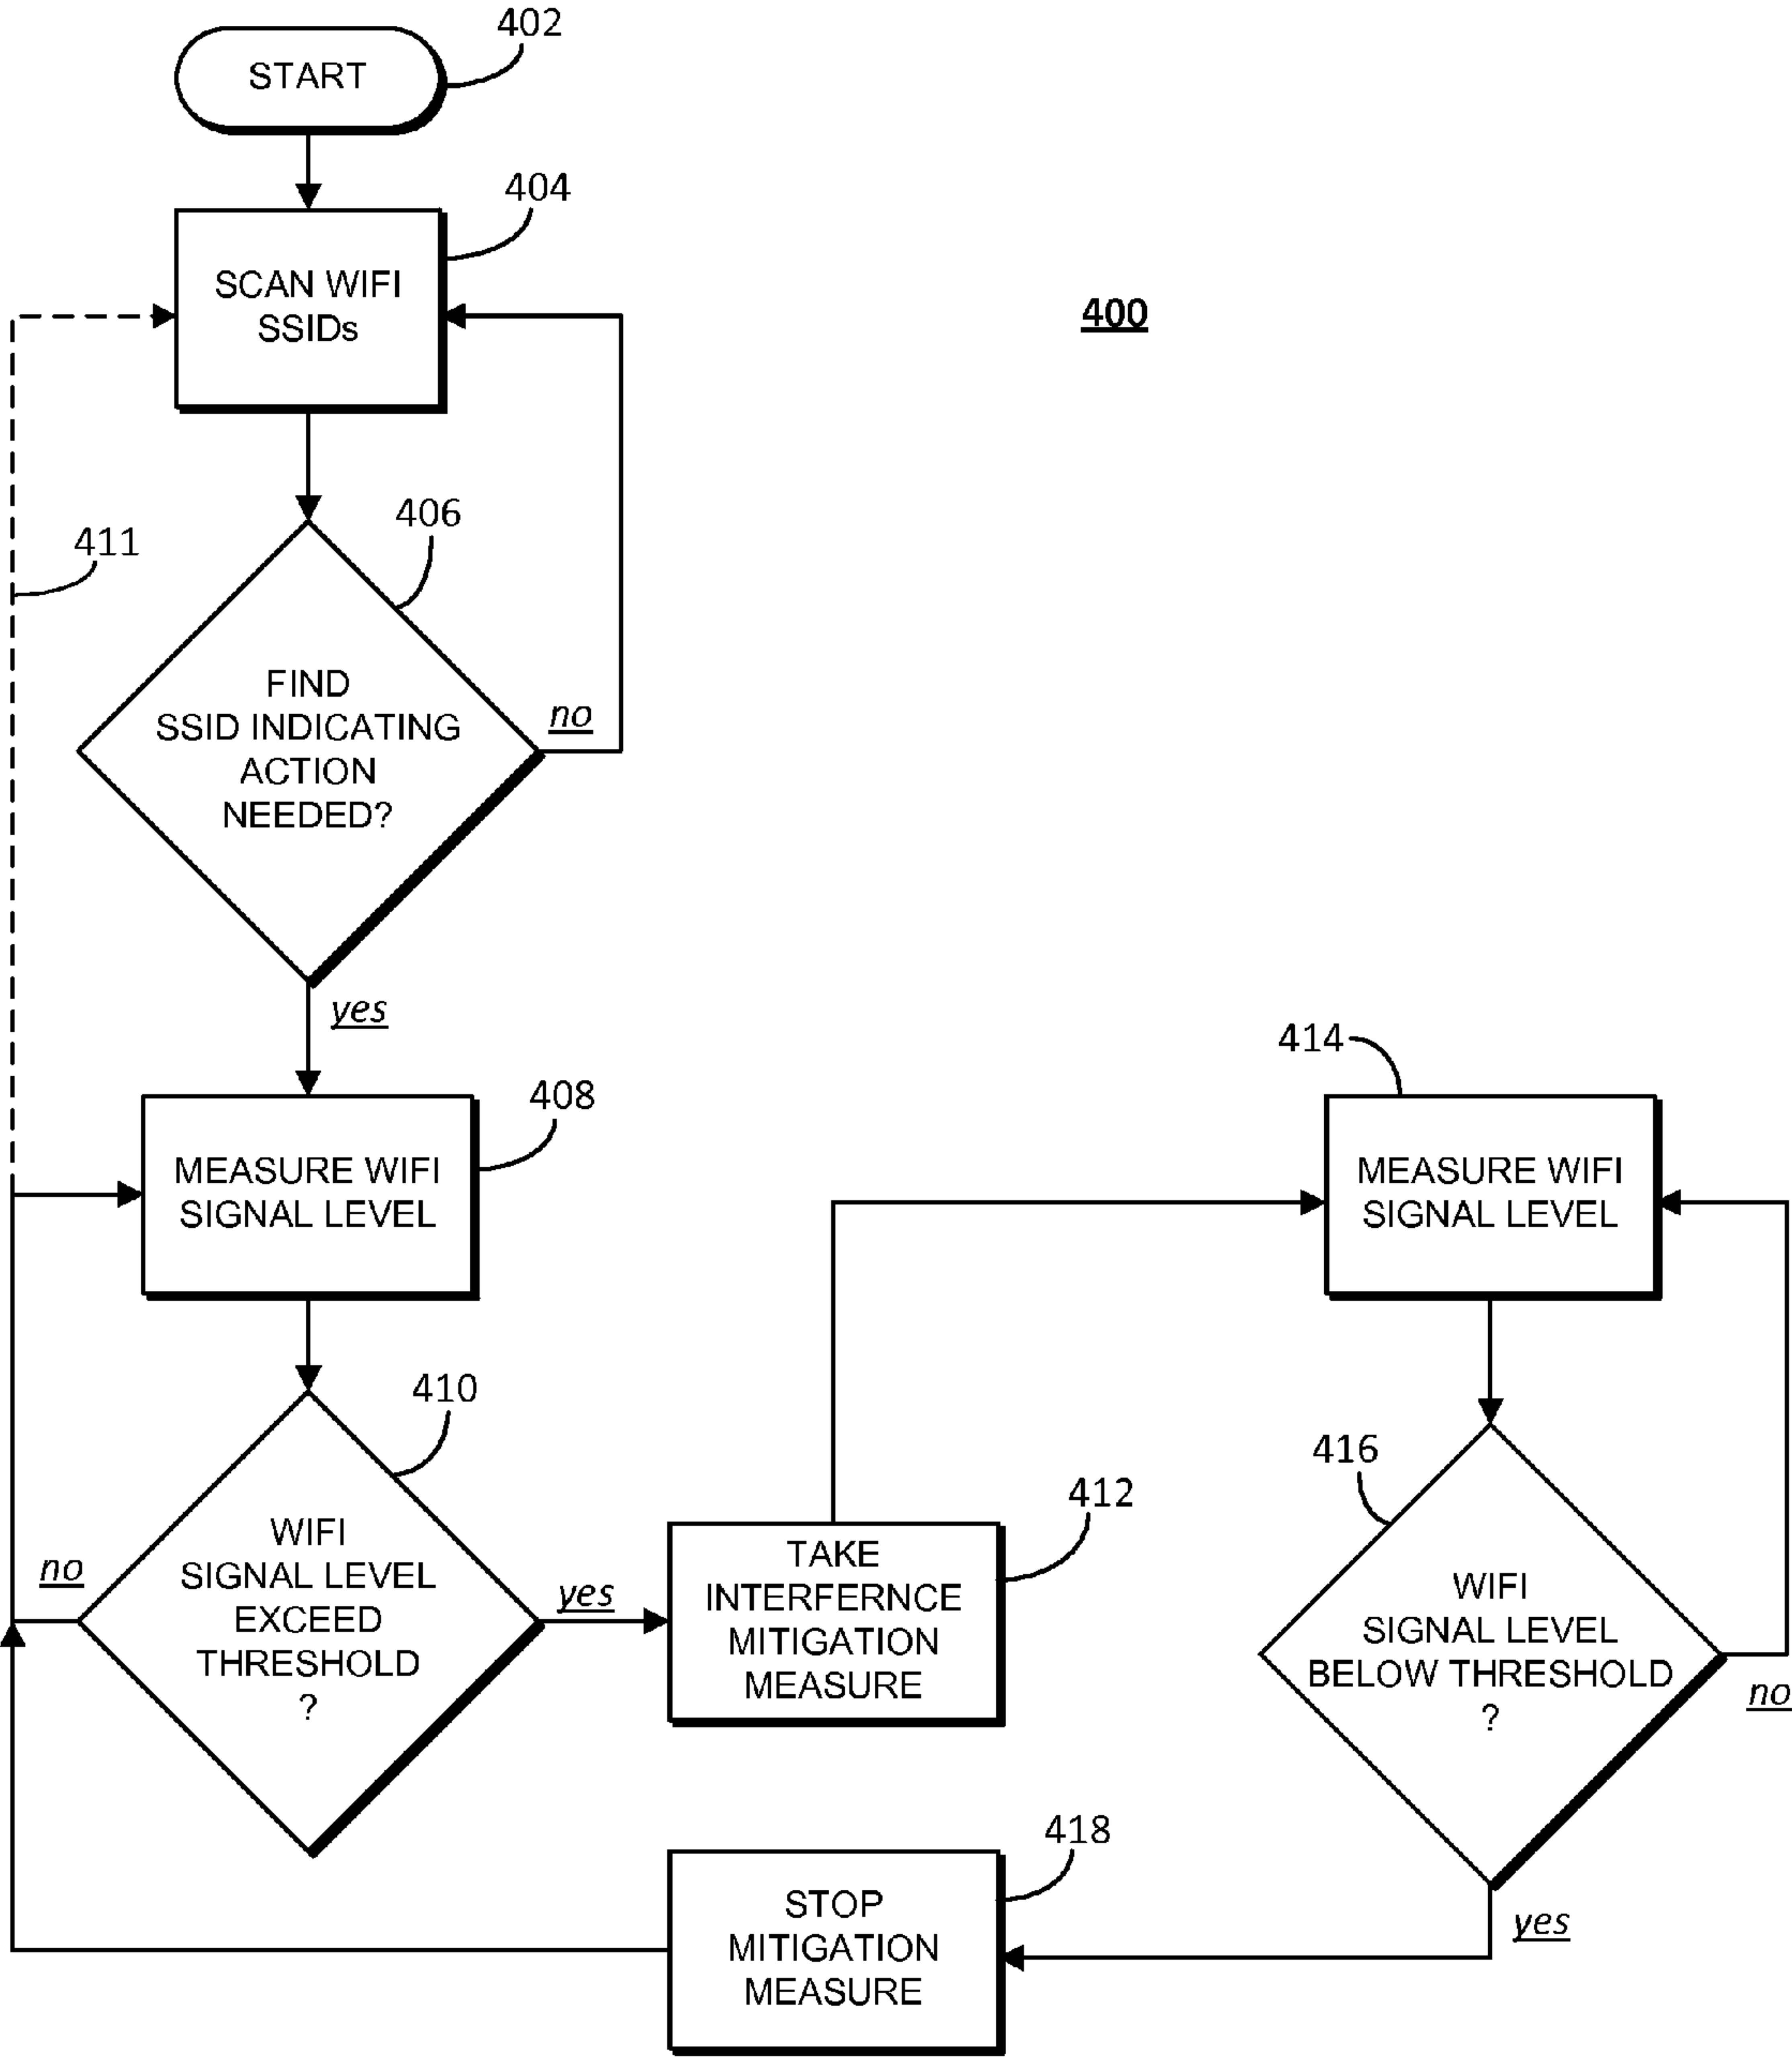 402
START
404
SCAN WIFI
SSIDs
400
406
411
FIND
SSID INDICATING
ACTION
NEEDED?
no
yes
408
MEASURE WIFI
SIGNAL LEVEL
414
MEASURE WIFI
SIGNAL LEVEL
410
WIFI
SIGNAL LEVEL
EXCEED
THRESHOLD
?
no
yes
412
TAKE
INTERFERNCE
MITIGATION
MEASURE
416
WIFI
SIGNAL LEVEL
BELOW THRESHOLD
?
no
yes
418
STOP
MITIGATION
MEASURE